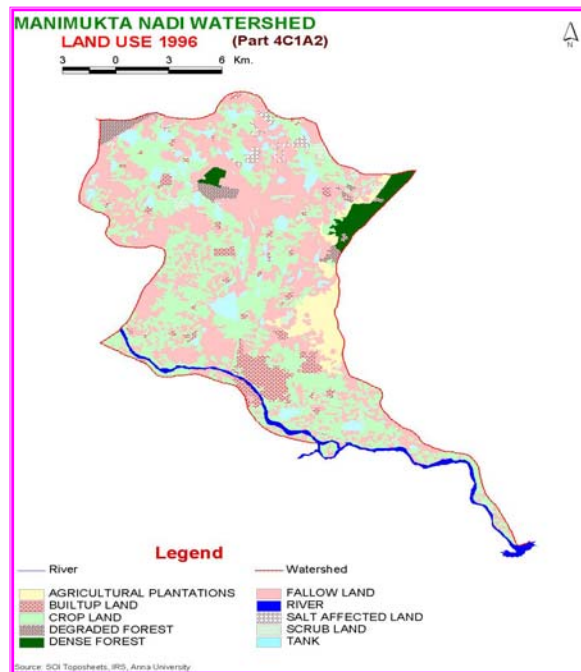 MANIMUKTA NADI WATERSHED
LAND USE 1996 (Part 4C1A2)
N
3 0 3 6 Km.
Legend
River Watershed
AGRICULTURAL PLANTATIONS FALLOW LAND
BUILTUP LAND RIVER
CROP LAND SALT AFFECTED LAND
DEGRADED FOREST SCRUB LAND
DENSE FOREST TANK
Source: SOI Toposheets, IRS, Anna University